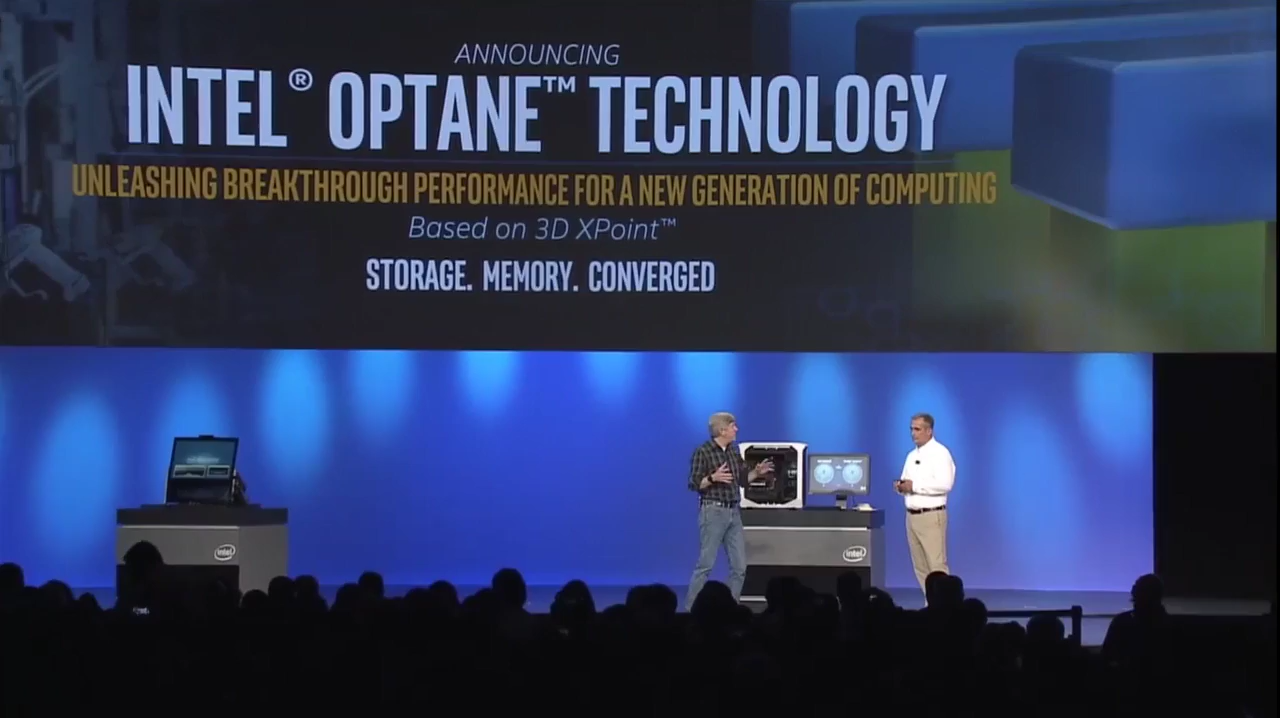 ANNOUNCING
INTEL® OPTANE™ TECHNOLOGY
UNLEASHING BREAKTHROUGH PERFORMANCE FOR A NEW GENERATION OF COMPUTING
Based on 3D XPoint™
STORAGE. MEMORY. CONVERGED
intel
intel